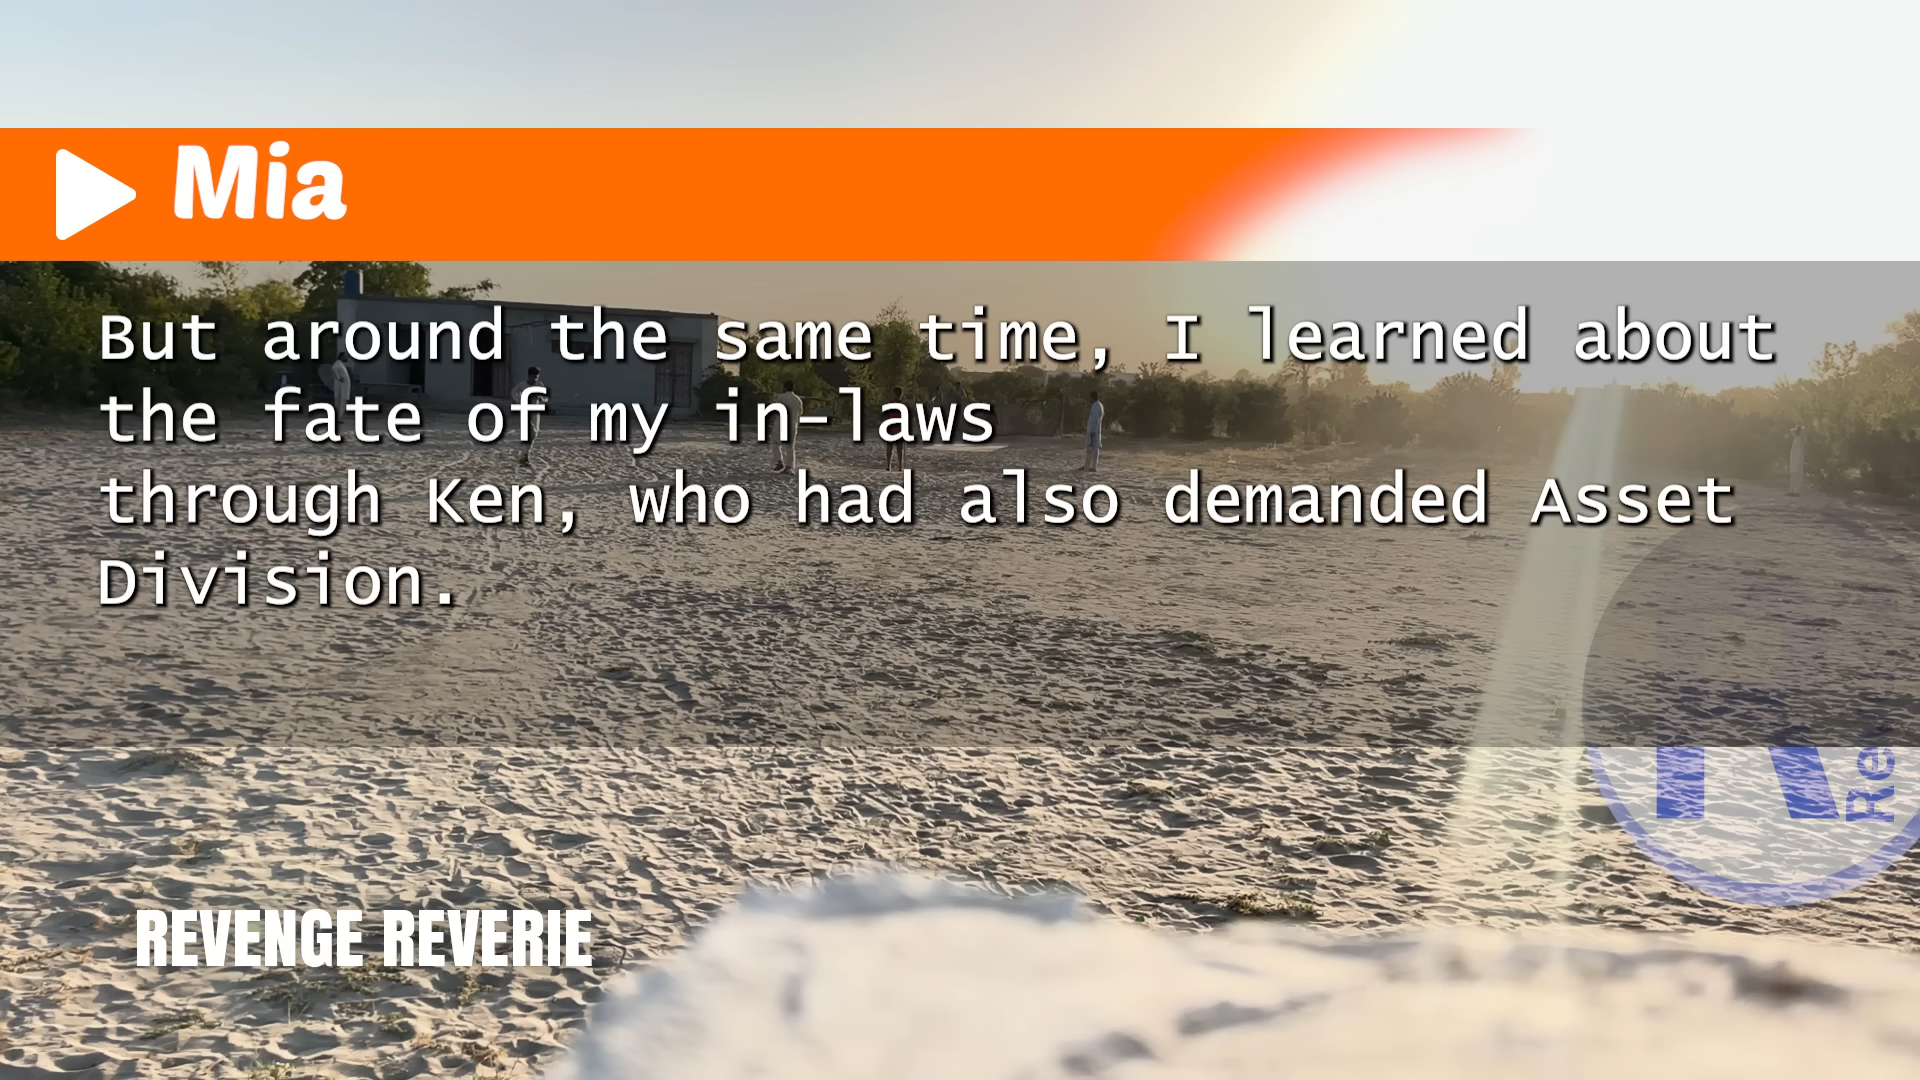 Mia
But around the same time, I learned about
the fate of my in-laws
through Ken, who had also demanded Asset
Division.
Re
REVENGE REVERIE